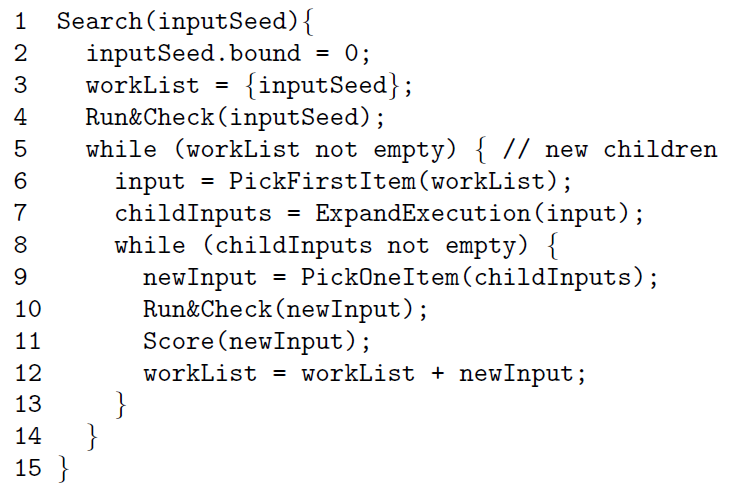 1 Search(inputSeed){
2 inputSeed.bound = 0;
3 workList = {inputSeed};
4 Run&Check(inputSeed);
5 while (workList not empty) { // new children
6 input = PickFirstItem(workList);
7 childInputs = ExpandExecution(input);
8 while (childInputs not empty) {
9 newInput = PickOneItem(childInputs);
10 Run&Check(newInput);
11 Score(newInput);
12 workList = workList + newInput;
13 }
14 }
15 }